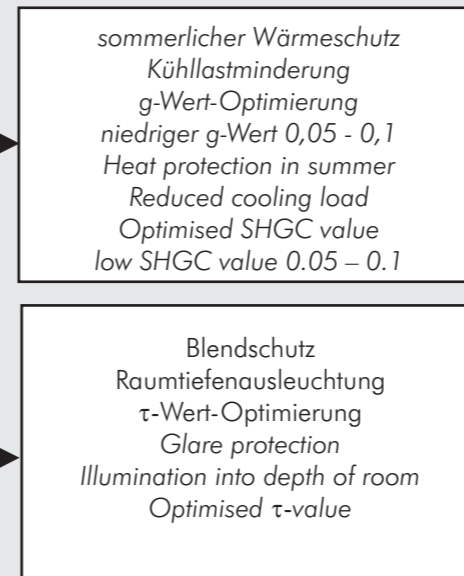 sommerlicher Wärmeschutz
Kühllastminderung
g-Wert-Optimierung
niedriger g-Wert 0,05 - 0,1
Heat protection in summer
Reduced cooling load
Optimised SHGC value
low SHGC value 0.05 – 0.1
Blendschutz
Raumtiefenausleuchtung
τ-Wert-Optimierung
Glare protection
Illumination into depth of room
Optimised τ-value